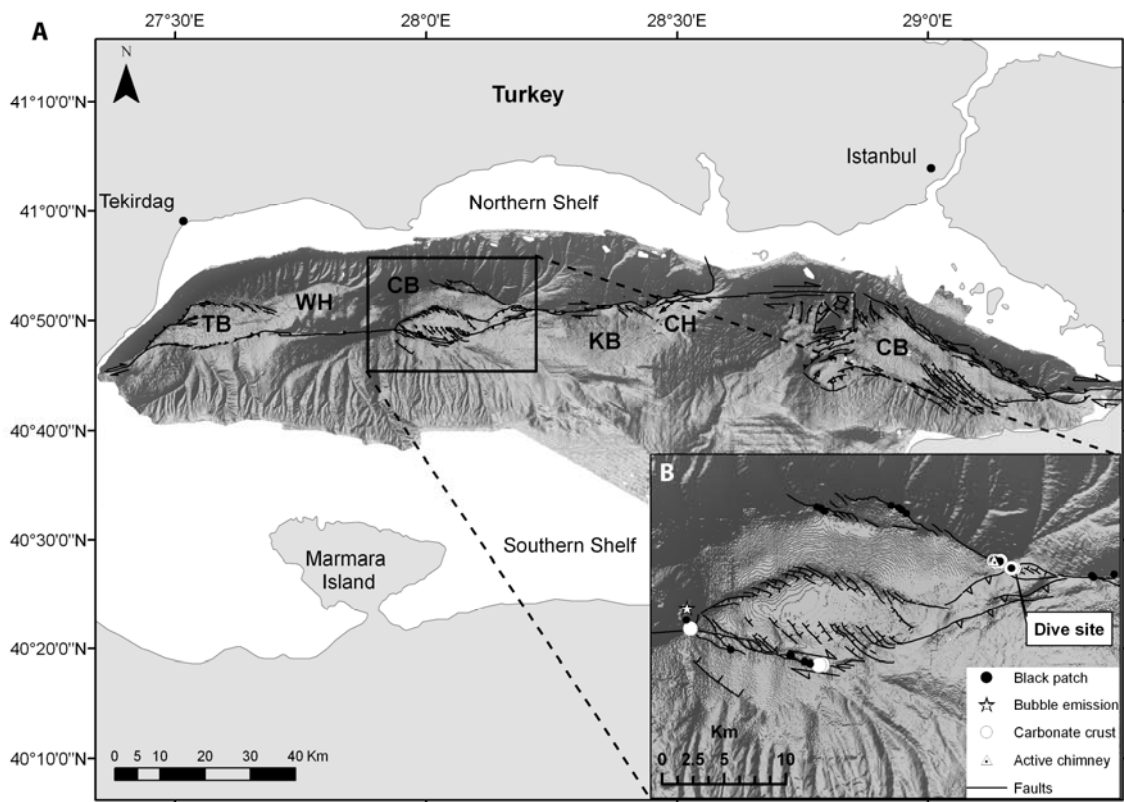 A
27°30'E
28°0'E
28°30'E
29°0'E
N
41°10'0"N
41°0'0"N
40°50'0"N
40°40'0"N
40°30'0"N
40°20'0"N
40°10'0"N
Turkey
Istanbul
Tekirdag
Northern Shelf
CB
WH
TB
KB
CH
CB
Southern Shelf
Marmara
Island
0 5 10 20 30 40 Km
B
Dive site
Km
0 2.5 5 10
Black patch
Bubble emission
Carbonate crust
Active chimney
Faults